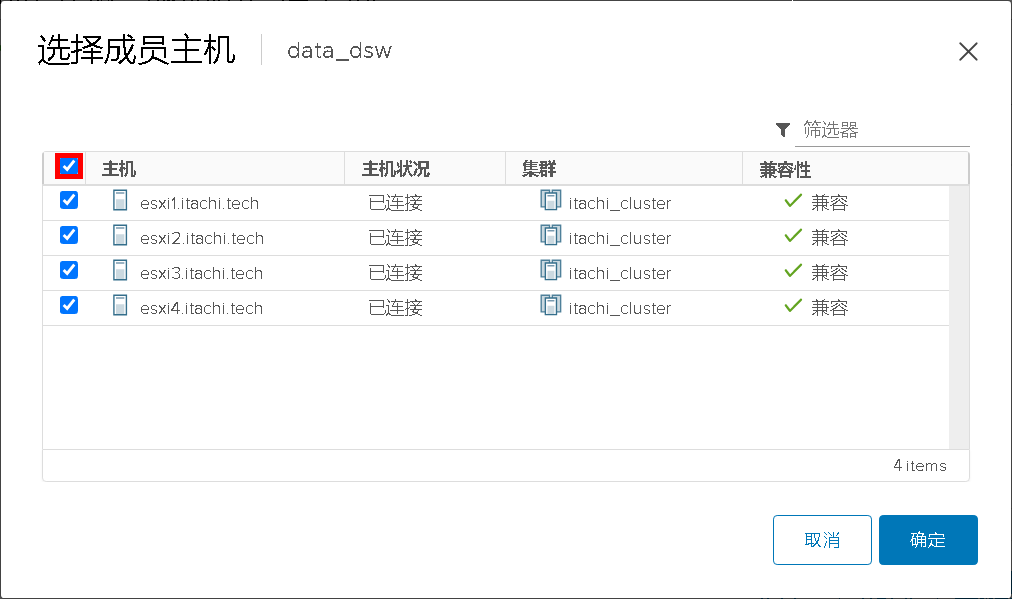 选择成员主机 data_dsw
筛选器
主机 主机状况 集群 兼容性
esxi1.itachi.tech 已连接 itachi_cluster 兼容
esxi2.itachi.tech 已连接 itachi_cluster 兼容
esxi3.itachi.tech 已连接 itachi_cluster 兼容
esxi4.itachi.tech 已连接 itachi_cluster 兼容
4 items
取消 确定